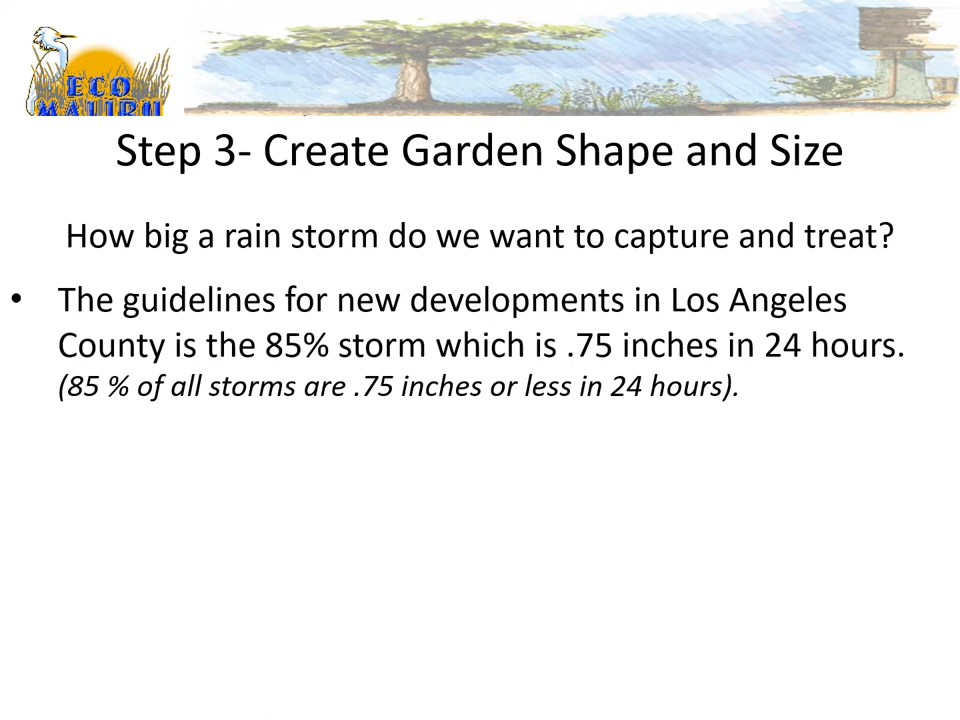 ECO
MALIBU
Step 3- Create Garden Shape and Size
How big a rain storm do we want to capture and treat?
• The guidelines for new developments in Los Angeles
County is the 85% storm which is .75 inches in 24 hours.
(85 % of all storms are .75 inches or less in 24 hours).